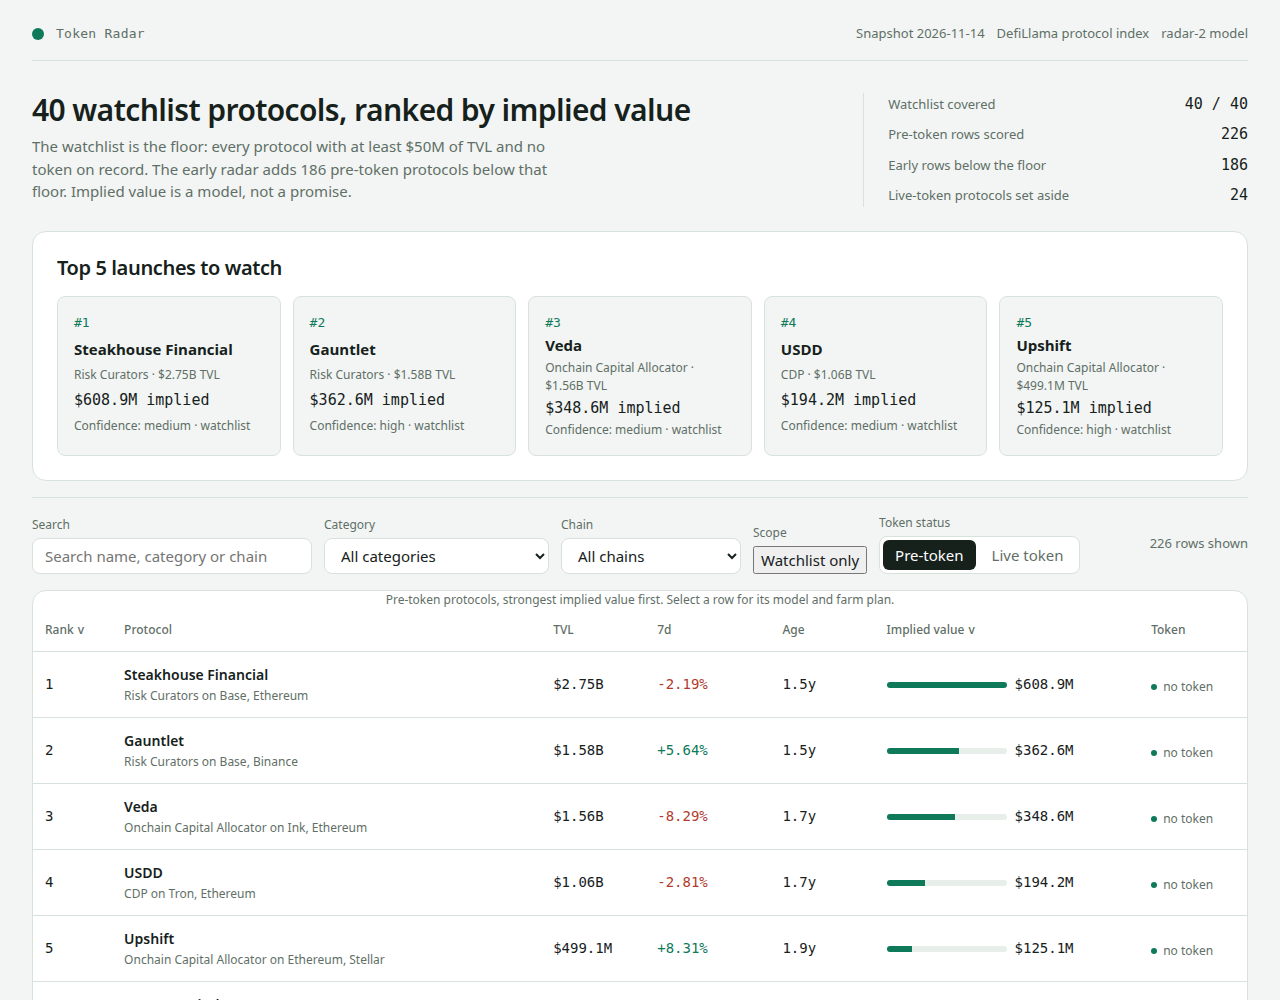 Token Radar
Snapshot 2026-11-14 DefiLlama protocol index radar-2 model
40 watchlist protocols, ranked by implied value
The watchlist is the floor: every protocol with at least $50M of TVL and no
token on record. The early radar adds 186 pre-token protocols below that
floor. Implied value is a model, not a promise.
Watchlist covered 40 / 40
Pre-token rows scored 226
Early rows below the floor 186
Live-token protocols set aside 24
Top 5 launches to watch
#1
Steakhouse Financial
Risk Curators · $2.75B TVL
$608.9M implied
Confidence: medium · watchlist
#2
Gauntlet
Risk Curators · $1.58B TVL
$362.6M implied
Confidence: high · watchlist
#3
Veda
Onchain Capital Allocator ·
$1.56B TVL
$348.6M implied
Confidence: medium · watchlist
#4
USDD
CDP · $1.06B TVL
$194.2M implied
Confidence: medium · watchlist
#5
Upshift
Onchain Capital Allocator ·
$499.1M TVL
$125.1M implied
Confidence: high · watchlist
Search
Search name, category or chain
Category
All categories
Chain
All chains
Scope
Watchlist only
Token status
Pre-token Live token
226 rows shown
Pre-token protocols, strongest implied value first. Select a row for its model and farm plan.
Rank v Protocol TVL 7d Age Implied value v Token
1 Steakhouse Financial $2.75B -2.19% 1.5y $608.9M no token
Risk Curators on Base, Ethereum
2 Gauntlet $1.58B +5.64% 1.5y $362.6M no token
Risk Curators on Base, Binance
3 Veda $1.56B -8.29% 1.7y $348.6M no token
Onchain Capital Allocator on Ink, Ethereum
4 USDD $1.06B -2.81% 1.7y $194.2M no token
CDP on Tron, Ethereum
5 Upshift $499.1M +8.31% 1.9y $125.1M no token
Onchain Capital Allocator on Ethereum, Stellar